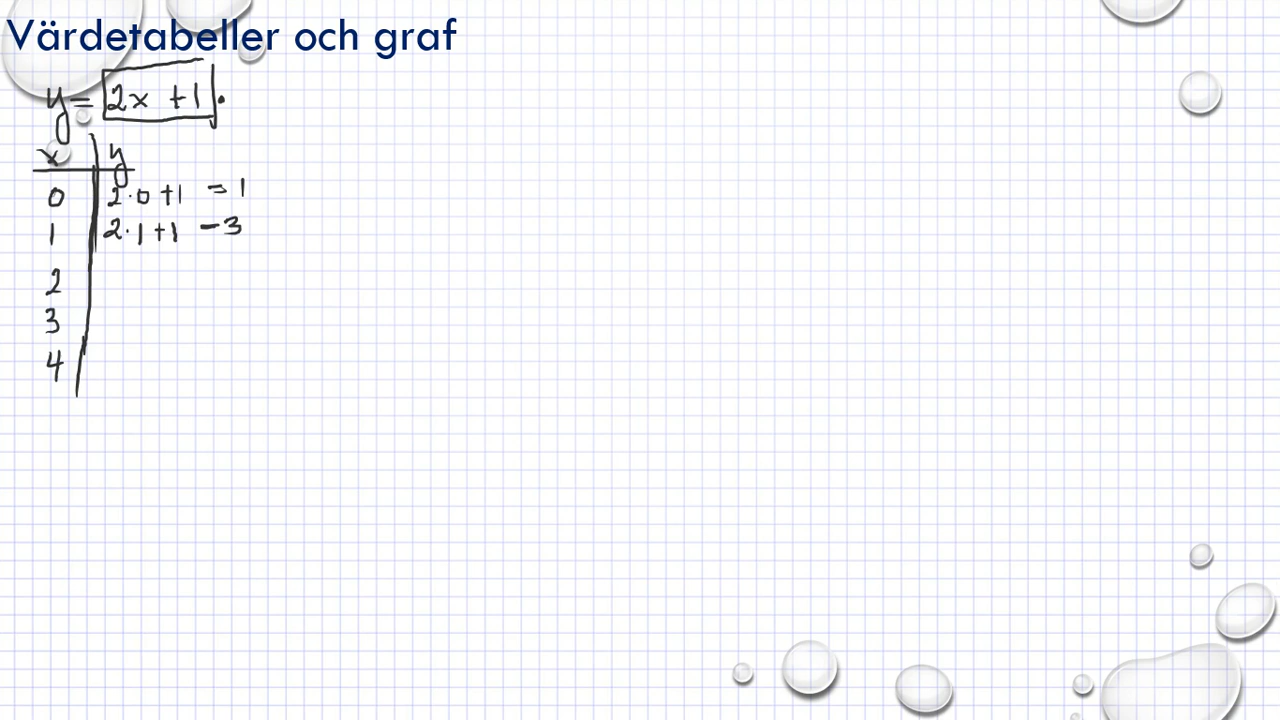 Värdetabeller och graf
y = 2x + 1 .
x y
0 2·0 +1 = 1
1 2·1 +1 - 3
2
3
4